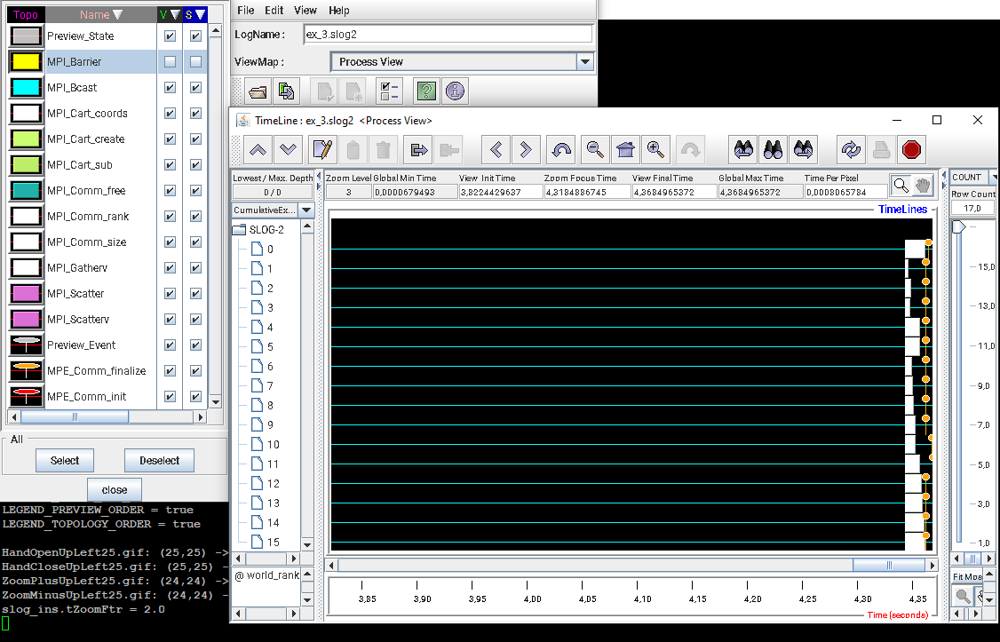 Topo Name V S
Preview_State
MPI_Barrier
MPI_Bcast
MPI_Cart_coords
MPI_Cart_create
MPI_Cart_sub
MPI_Comm_free
MPI_Comm_rank
MPI_Comm_size
MPI_Gatherv
MPI_Scatter
MPI_Scatterv
Preview_Event
MPE_Comm_finalize
MPE_Comm_init
All
Select Deselect
close
LEGEND_PREVIEW_ORDER = true
LEGEND_TOPOLOGY_ORDER = true
HandOpenUpLeft25.gif: (25,25) ->
HandCloseUpLeft25.gif: (25,25) -
ZoomPlusUpLeft25.gif: (24,24) ->
ZoomMinusUpLeft25.gif: (24,24) -
slog_ins.tZoomFtr = 2.0
File Edit View Help
LogName : ex_3.slog2
ViewMap : Process View
TimeLine : ex_3.slog2 <Process View>
Lowest / Max. Depth Zoom Level Global Min Time View Init Time Zoom Focus Time View Final Time Global Max Time Time Per Pixel
0 / 0 3 0,0000679493 3,8224429637 4,3184886745 4,3684965372 4,3684965372 0,0008065784
COUNT
Row Count
17,0
CumulativeEx...
TimeLines
SLOG-2
0
1
2
3
4
5
6
7
8
9
10
11
12
13
14
15
15,0
13,0
11,0
9,0
7,0
5,0
3,0
1,0
@ world_rank
3,85 3,90 3,95 4,00 4,05 4,10 4,15 4,20 4,25 4,30 4,35
Time (seconds)
Fit Mos